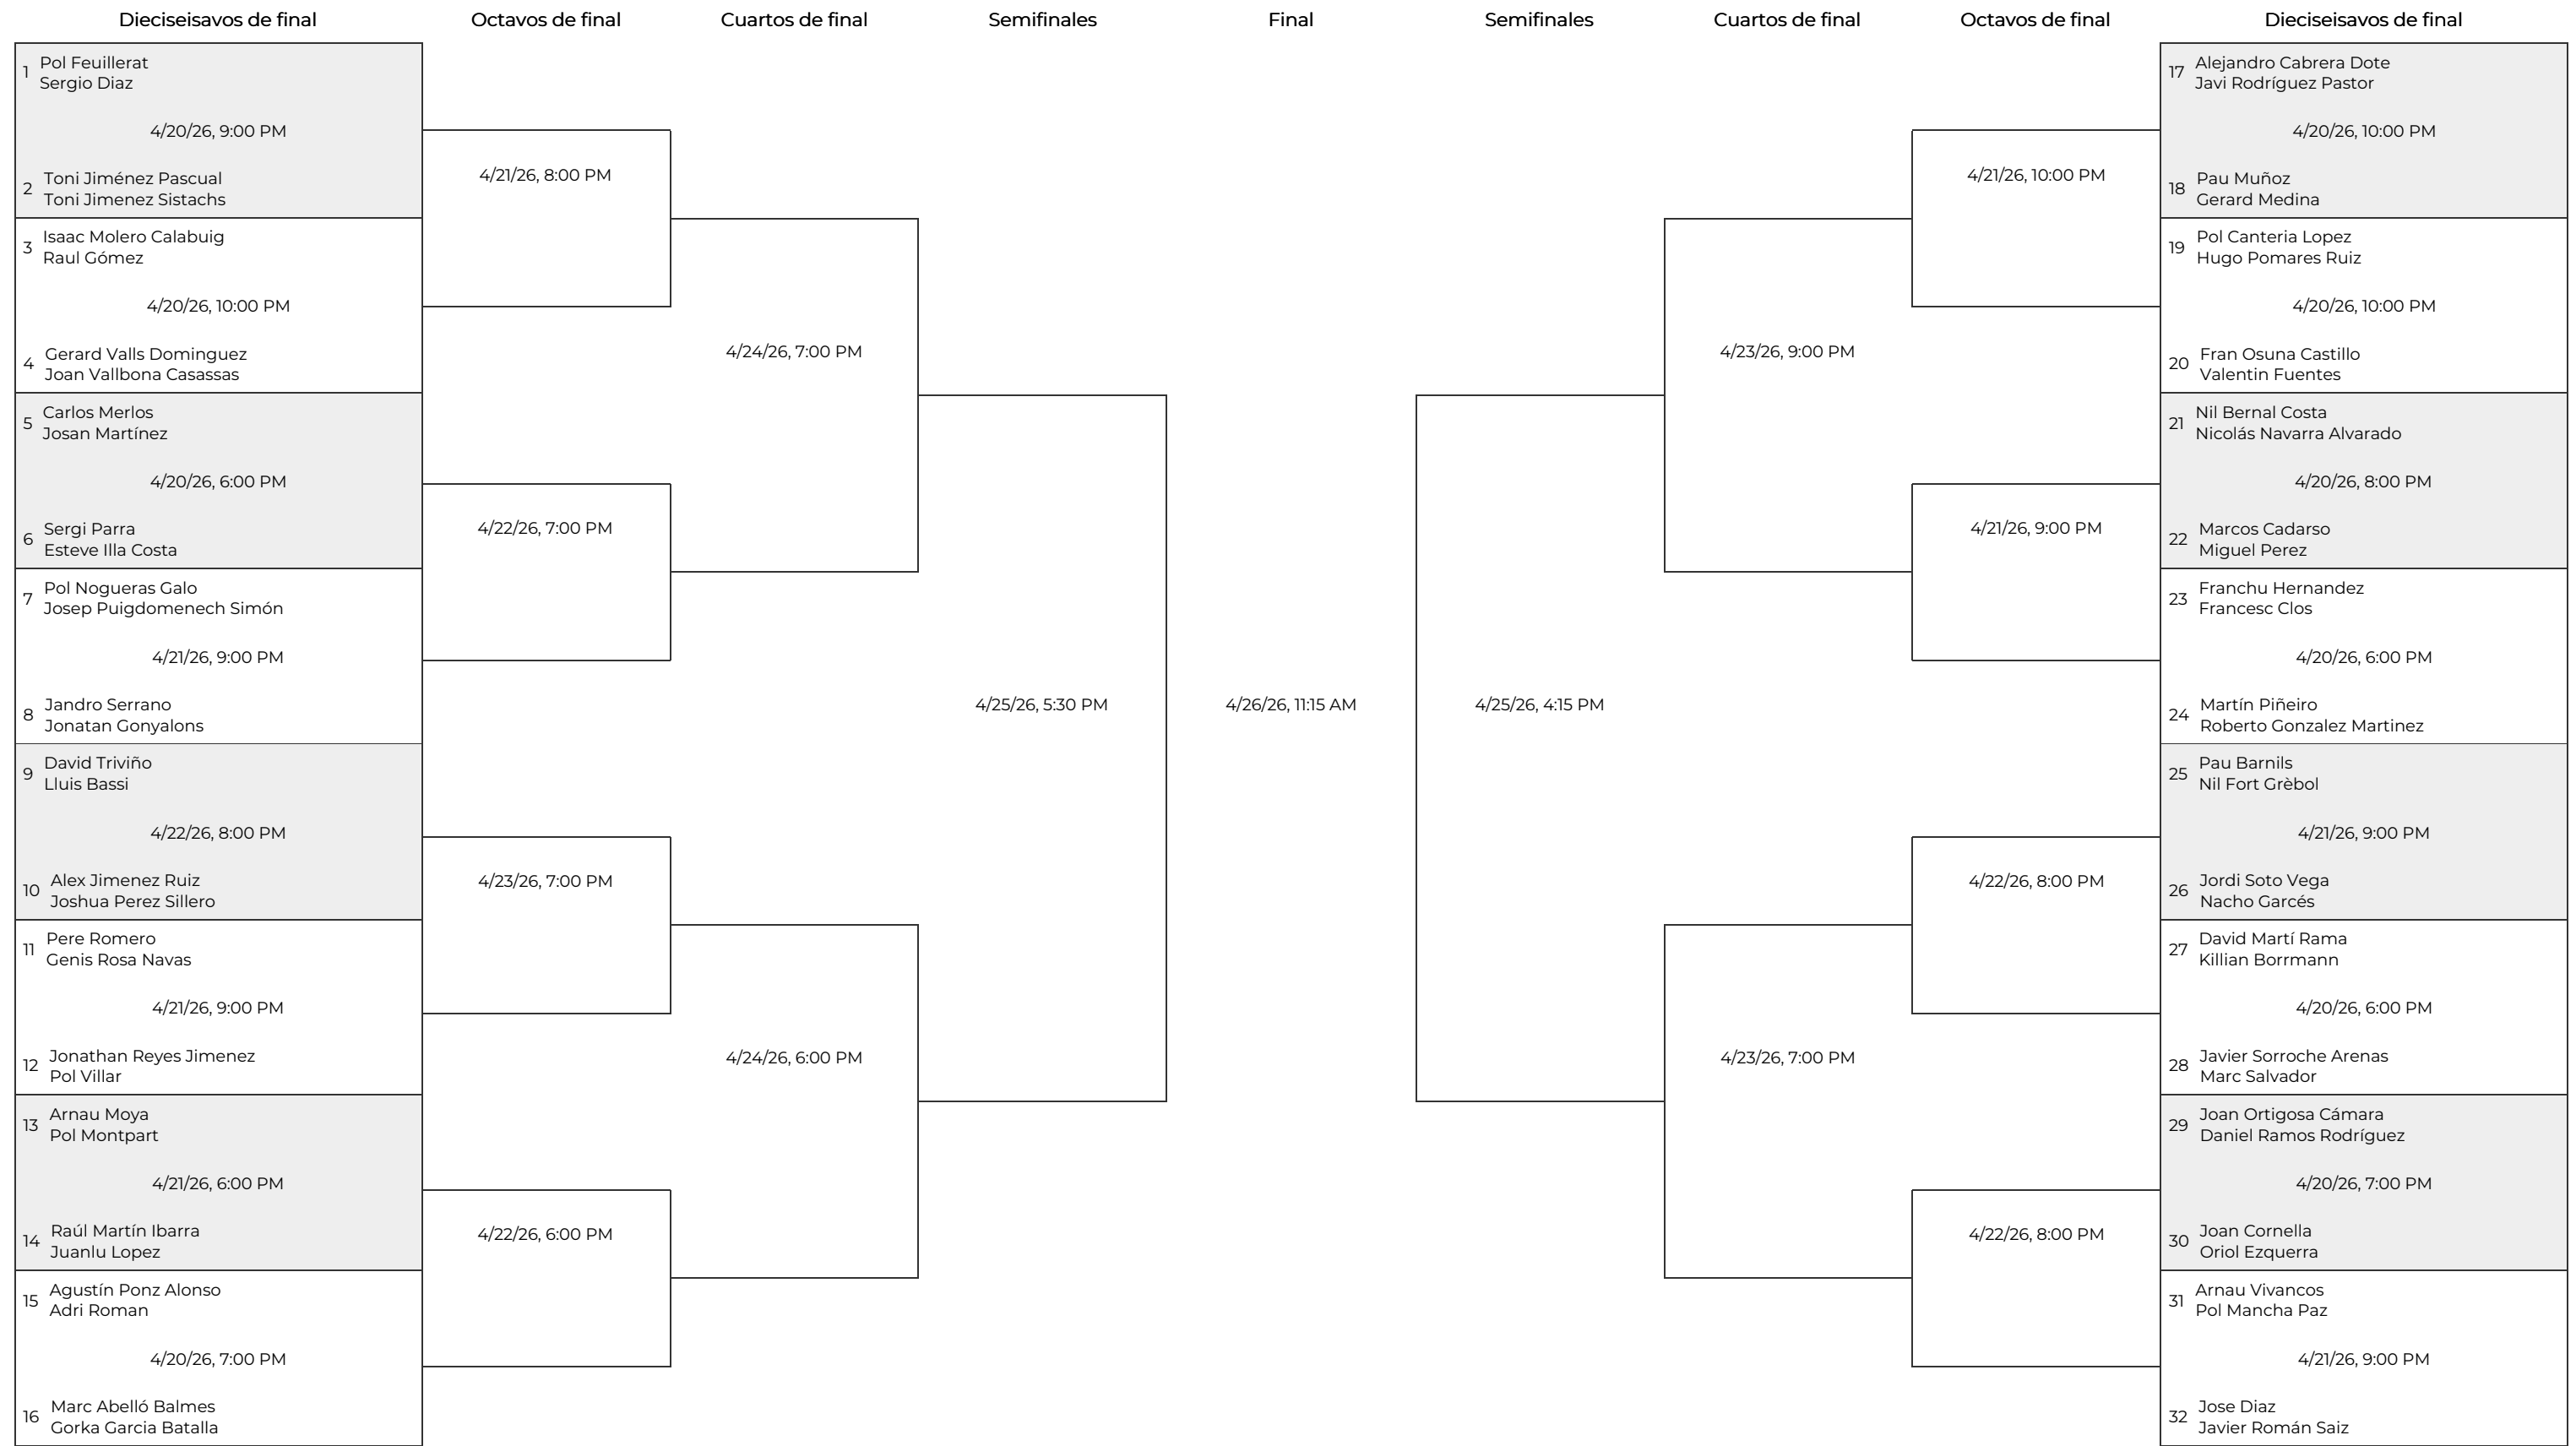 Dieciseisavos de final
Octavos de final
Cuartos de final
Semifinales
Final
Semifinales
Cuartos de final
Octavos de final
Dieciseisavos de final
1
Pol Feuillerat
Sergio Diaz
4/20/26, 9:00 PM
2
Toni Jiménez Pascual
Toni Jimenez Sistachs
3
Isaac Molero Calabuig
Raul Gómez
4/20/26, 10:00 PM
4
Gerard Valls Dominguez
Joan Vallbona Casassas
5
Carlos Merlos
Josan Martínez
4/20/26, 6:00 PM
6
Sergi Parra
Esteve Illa Costa
7
Pol Nogueras Galo
Josep Puigdomenech Simón
4/21/26, 9:00 PM
8
Jandro Serrano
Jonatan Gonyalons
9
David Triviño
Lluis Bassi
4/22/26, 8:00 PM
10
Alex Jimenez Ruiz
Joshua Perez Sillero
11
Pere Romero
Genis Rosa Navas
4/21/26, 9:00 PM
12
Jonathan Reyes Jimenez
Pol Villar
13
Arnau Moya
Pol Montpart
4/21/26, 6:00 PM
14
Raúl Martín Ibarra
Juanlu Lopez
15
Agustín Ponz Alonso
Adri Roman
4/20/26, 7:00 PM
16
Marc Abelló Balmes
Gorka Garcia Batalla
4/21/26, 8:00 PM
4/22/26, 7:00 PM
4/23/26, 7:00 PM
4/22/26, 6:00 PM
4/24/26, 7:00 PM
4/24/26, 6:00 PM
4/25/26, 5:30 PM
4/26/26, 11:15 AM
4/25/26, 4:15 PM
4/23/26, 9:00 PM
4/23/26, 7:00 PM
4/21/26, 10:00 PM
4/21/26, 9:00 PM
4/22/26, 8:00 PM
4/22/26, 8:00 PM
17
Alejandro Cabrera Dote
Javi Rodríguez Pastor
4/20/26, 10:00 PM
18
Pau Muñoz
Gerard Medina
19
Pol Canteria Lopez
Hugo Pomares Ruiz
4/20/26, 10:00 PM
20
Fran Osuna Castillo
Valentin Fuentes
21
Nil Bernal Costa
Nicolás Navarra Alvarado
4/20/26, 8:00 PM
22
Marcos Cadarso
Miguel Perez
23
Franchu Hernandez
Francesc Clos
4/20/26, 6:00 PM
24
Martín Piñeiro
Roberto Gonzalez Martinez
25
Pau Barnils
Nil Fort Grèbol
4/21/26, 9:00 PM
26
Jordi Soto Vega
Nacho Garcés
27
David Martí Rama
Killian Borrmann
4/20/26, 6:00 PM
28
Javier Sorroche Arenas
Marc Salvador
29
Joan Ortigosa Cámara
Daniel Ramos Rodríguez
4/20/26, 7:00 PM
30
Joan Cornella
Oriol Ezquerra
31
Arnau Vivancos
Pol Mancha Paz
4/21/26, 9:00 PM
32
Jose Diaz
Javier Román Saiz